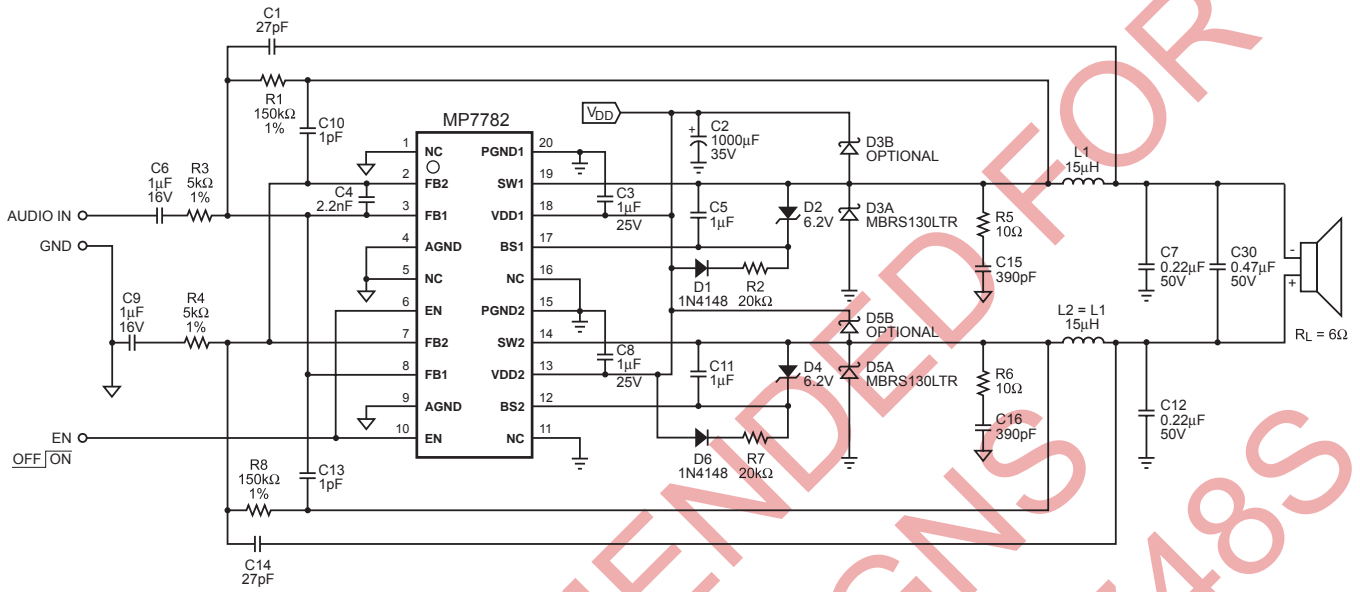 C1
27pF
R1
150kΩ
1%
C10
1pF
MP7782
VDD
C2
1000µF
35V
+
D3B
OPTIONAL
L1
15µH
C6
1µF
16V
R3
5kΩ
1%
C4
2.2nF
1 NC
2 FB2
3 FB1
4 AGND
5 NC
6 EN
7 FB2
8 FB1
9 AGND
10 EN
PGND1 20
SW1 19
VDD1 18
BS1 17
NC 16
PGND2 15
SW2 14
VDD2 13
BS2 12
NC 11
C3
1µF
25V
C5
1µF
D2
6.2V
D3A
MBRS130LTR
R5
10Ω
C15
390pF
C7
0.22µF
50V
C30
0.47µF
50V
-
+
RL = 6Ω
AUDIO IN
GND
C9
1µF
16V
R4
5kΩ
1%
D1
1N4148
R2
20kΩ
D5B
OPTIONAL
L2 = L1
15µH
C8
1µF
25V
C11
1µF
D4
6.2V
D5A
MBRS130LTR
R6
10Ω
C16
390pF
C12
0.22µF
50V
EN
OFF ON
R8
150kΩ
1%
C13
1pF
D6
1N4148
R7
20kΩ
C14
27pF
FOR